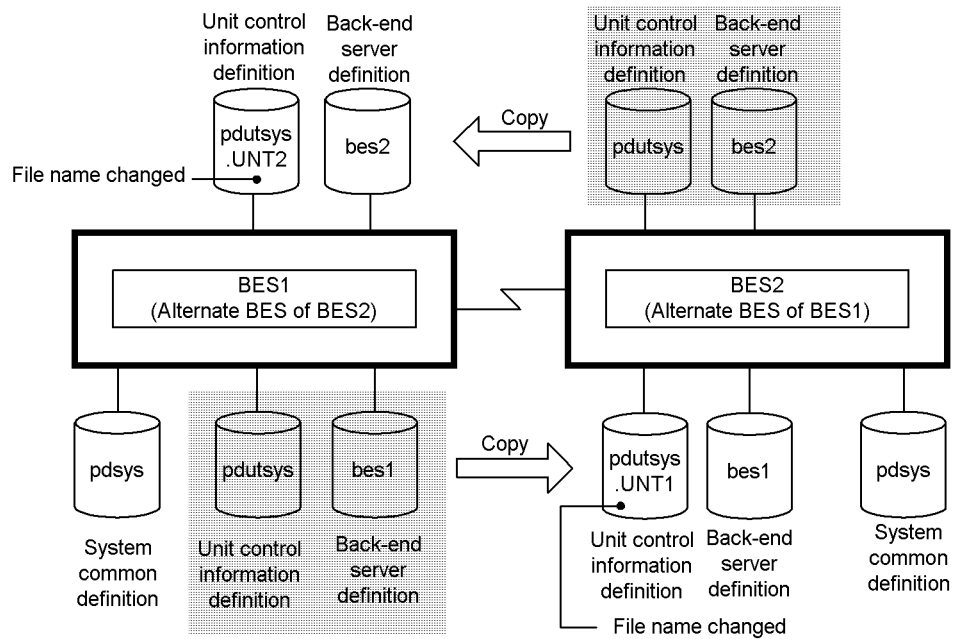 Unit control
information
definition
Back-end
server
definition
Unit control
information
definition
Back-end
server
definition
pdutsys
.UNT2
bes2
Copy
pdutsys
bes2
File name changed
BES1
(Alternate BES of BES2)
BES2
(Alternate BES of BES1)
pdsys
pdutsys
bes1
Copy
pdutsys
.UNT1
bes1
pdsys
System
common
definition
Unit control
information
definition
Back-end
server
definition
Unit control
information
definition
Back-end
server
definition
System
common
definition
File name changed